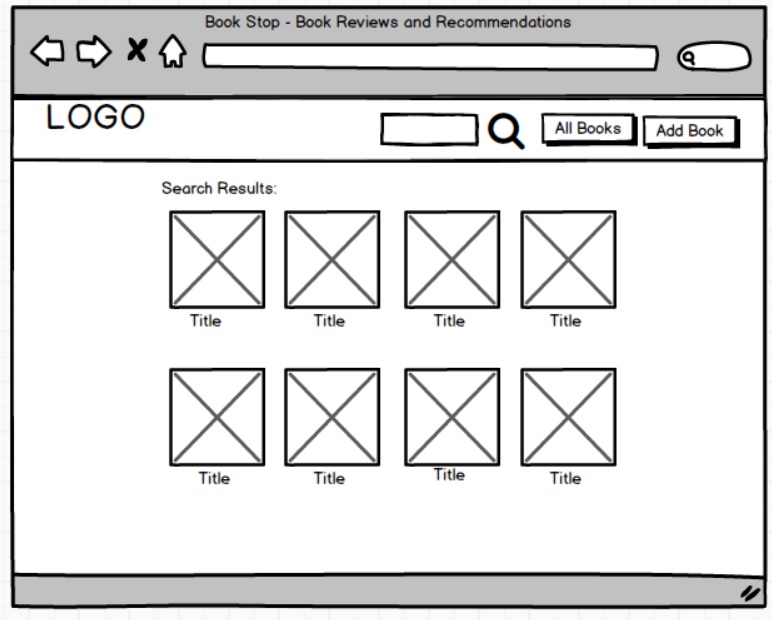 Book Stop - Book Reviews and Recommendations
LOGO
All Books
Add Book
Search Results:
Title Title Title Title
Title Title Title Title